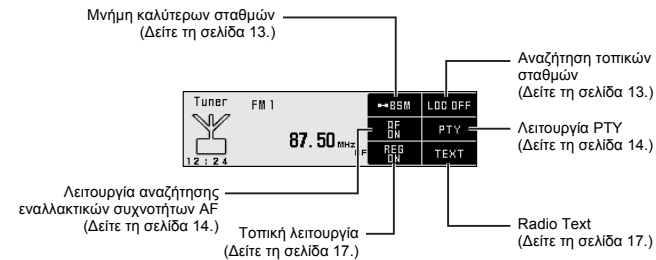 Μνήμη καλύτερων σταθμών
(Δείτε τη σελίδα 13.)
Αναζήτηση τοπικών
σταθμών
(Δείτε τη σελίδα 13.)
Tuner FM 1
BSM LOC OFF
AF
ON
PTY
87.50 MHz
REG
ON
TEXT
12:24
Λειτουργία PTY
(Δείτε τη σελίδα 14.)
Λειτουργία αναζήτησης
εναλλακτικών συχνοτήτων AF
(Δείτε τη σελίδα 14.)
Τοπική λειτουργία
(Δείτε τη σελίδα 17.)
Radio Text
(Δείτε τη σελίδα 17.)